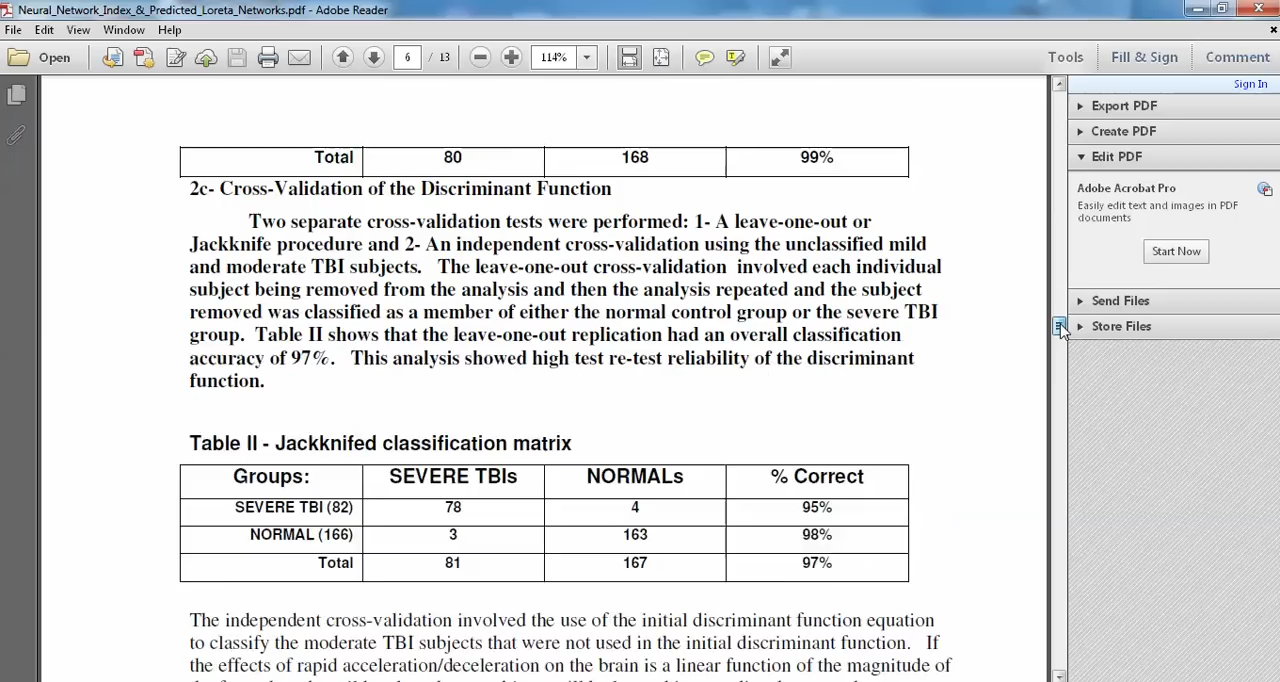 Neural_Network_Index_&_Predicted_Loreta_Networks.pdf - Adobe Reader
File Edit View Window Help
Open 6 / 13 114% Tools Fill & Sign Comment
Sign In
Export PDF
Create PDF
Edit PDF
Adobe Acrobat Pro
Easily edit text and images in PDF
documents
Start Now
Send Files
Store Files
Total 80 168 99%
2c- Cross-Validation of the Discriminant Function
Two separate cross-validation tests were performed: 1- A leave-one-out or
Jackknife procedure and 2- An independent cross-validation using the unclassified mild
and moderate TBI subjects. The leave-one-out cross-validation involved each individual
subject being removed from the analysis and then the analysis repeated and the subject
removed was classified as a member of either the normal control group or the severe TBI
group. Table II shows that the leave-one-out replication had an overall classification
accuracy of 97%. This analysis showed high test re-test reliability of the discriminant
function.
Table II - Jackknifed classification matrix
Groups: SEVERE TBIs NORMALs % Correct
SEVERE TBI (82) 78 4 95%
NORMAL (166) 3 163 98%
Total 81 167 97%
The independent cross-validation involved the use of the initial discriminant function equation
to classify the moderate TBI subjects that were not used in the initial discriminant function. If
the effects of rapid acceleration/deceleration on the brain is a linear function of the magnitude of